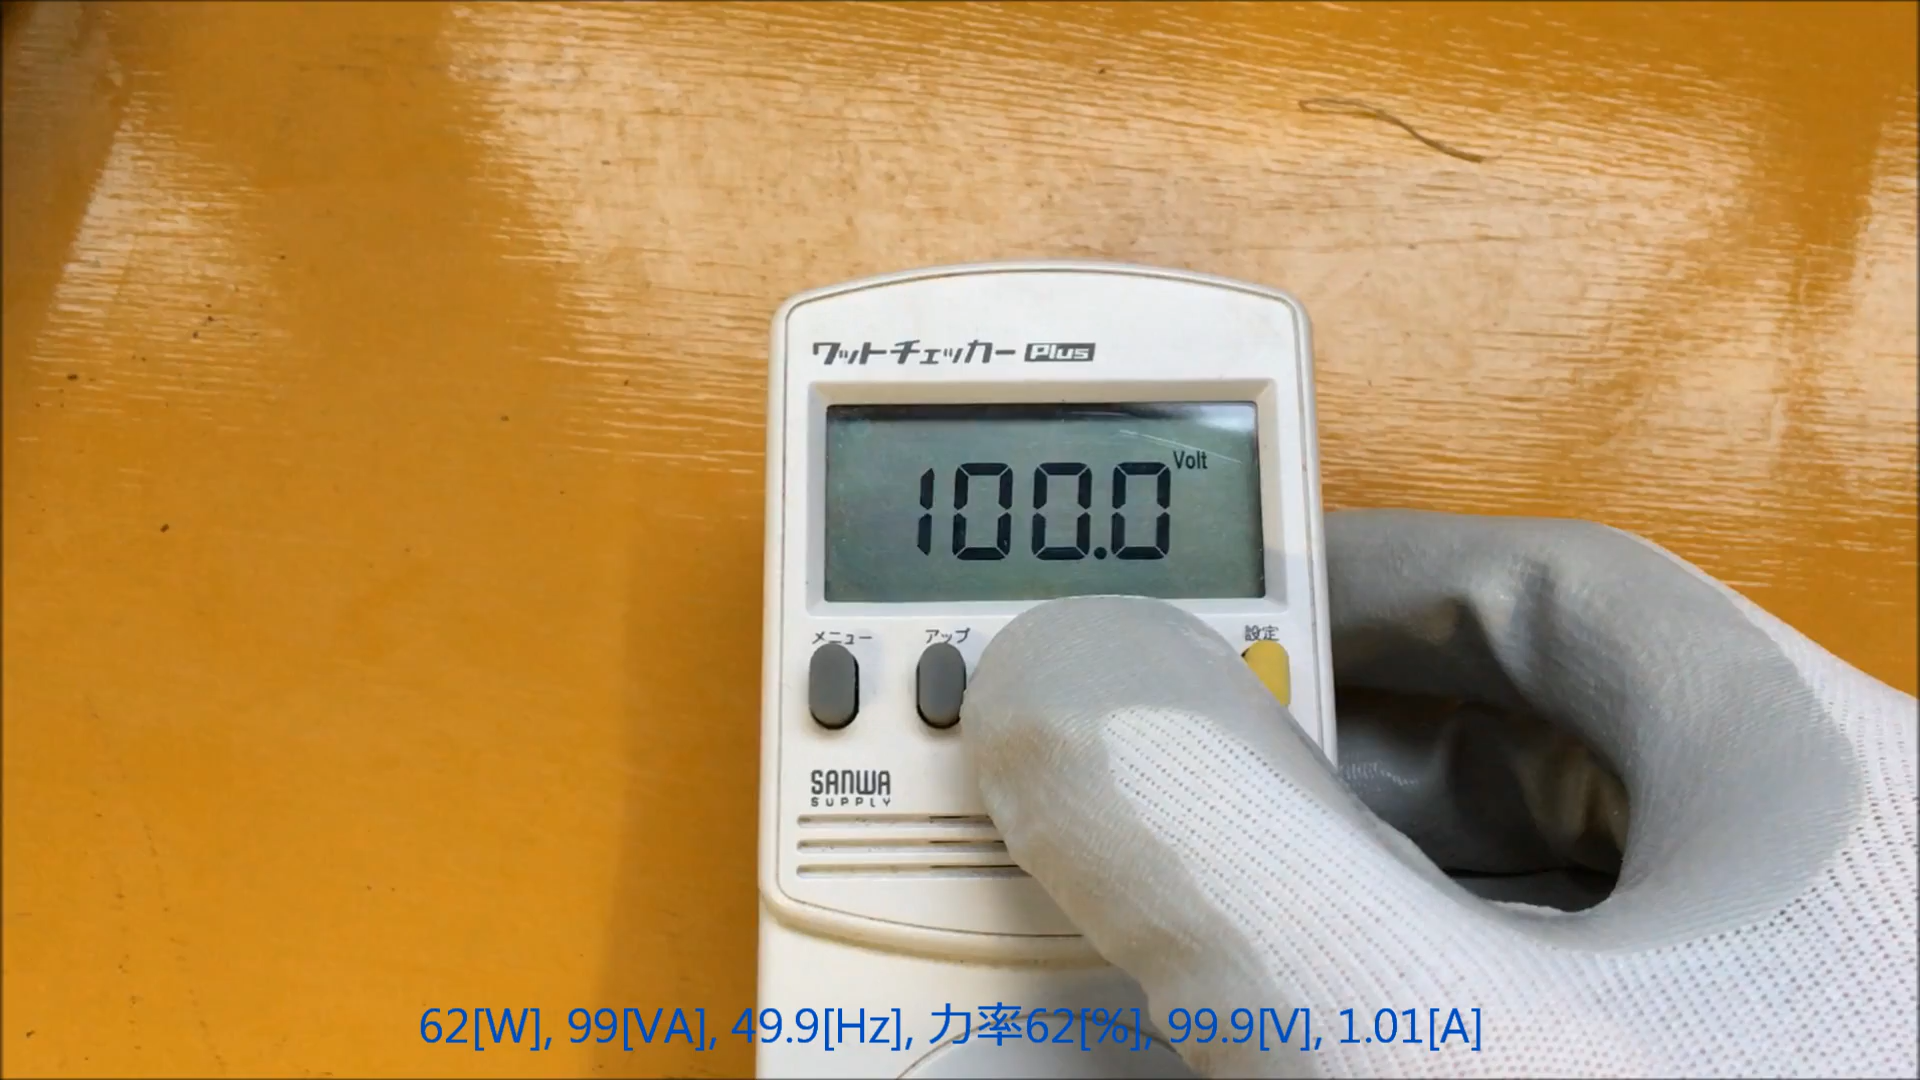 ワットチェッカー Plus
100.0 Volt
メニュー アップ 設定
SANWA
SUPPLY
62[W], 99[VA], 49.9[Hz], 力率62[%], 99.9[V], 1.01[A]